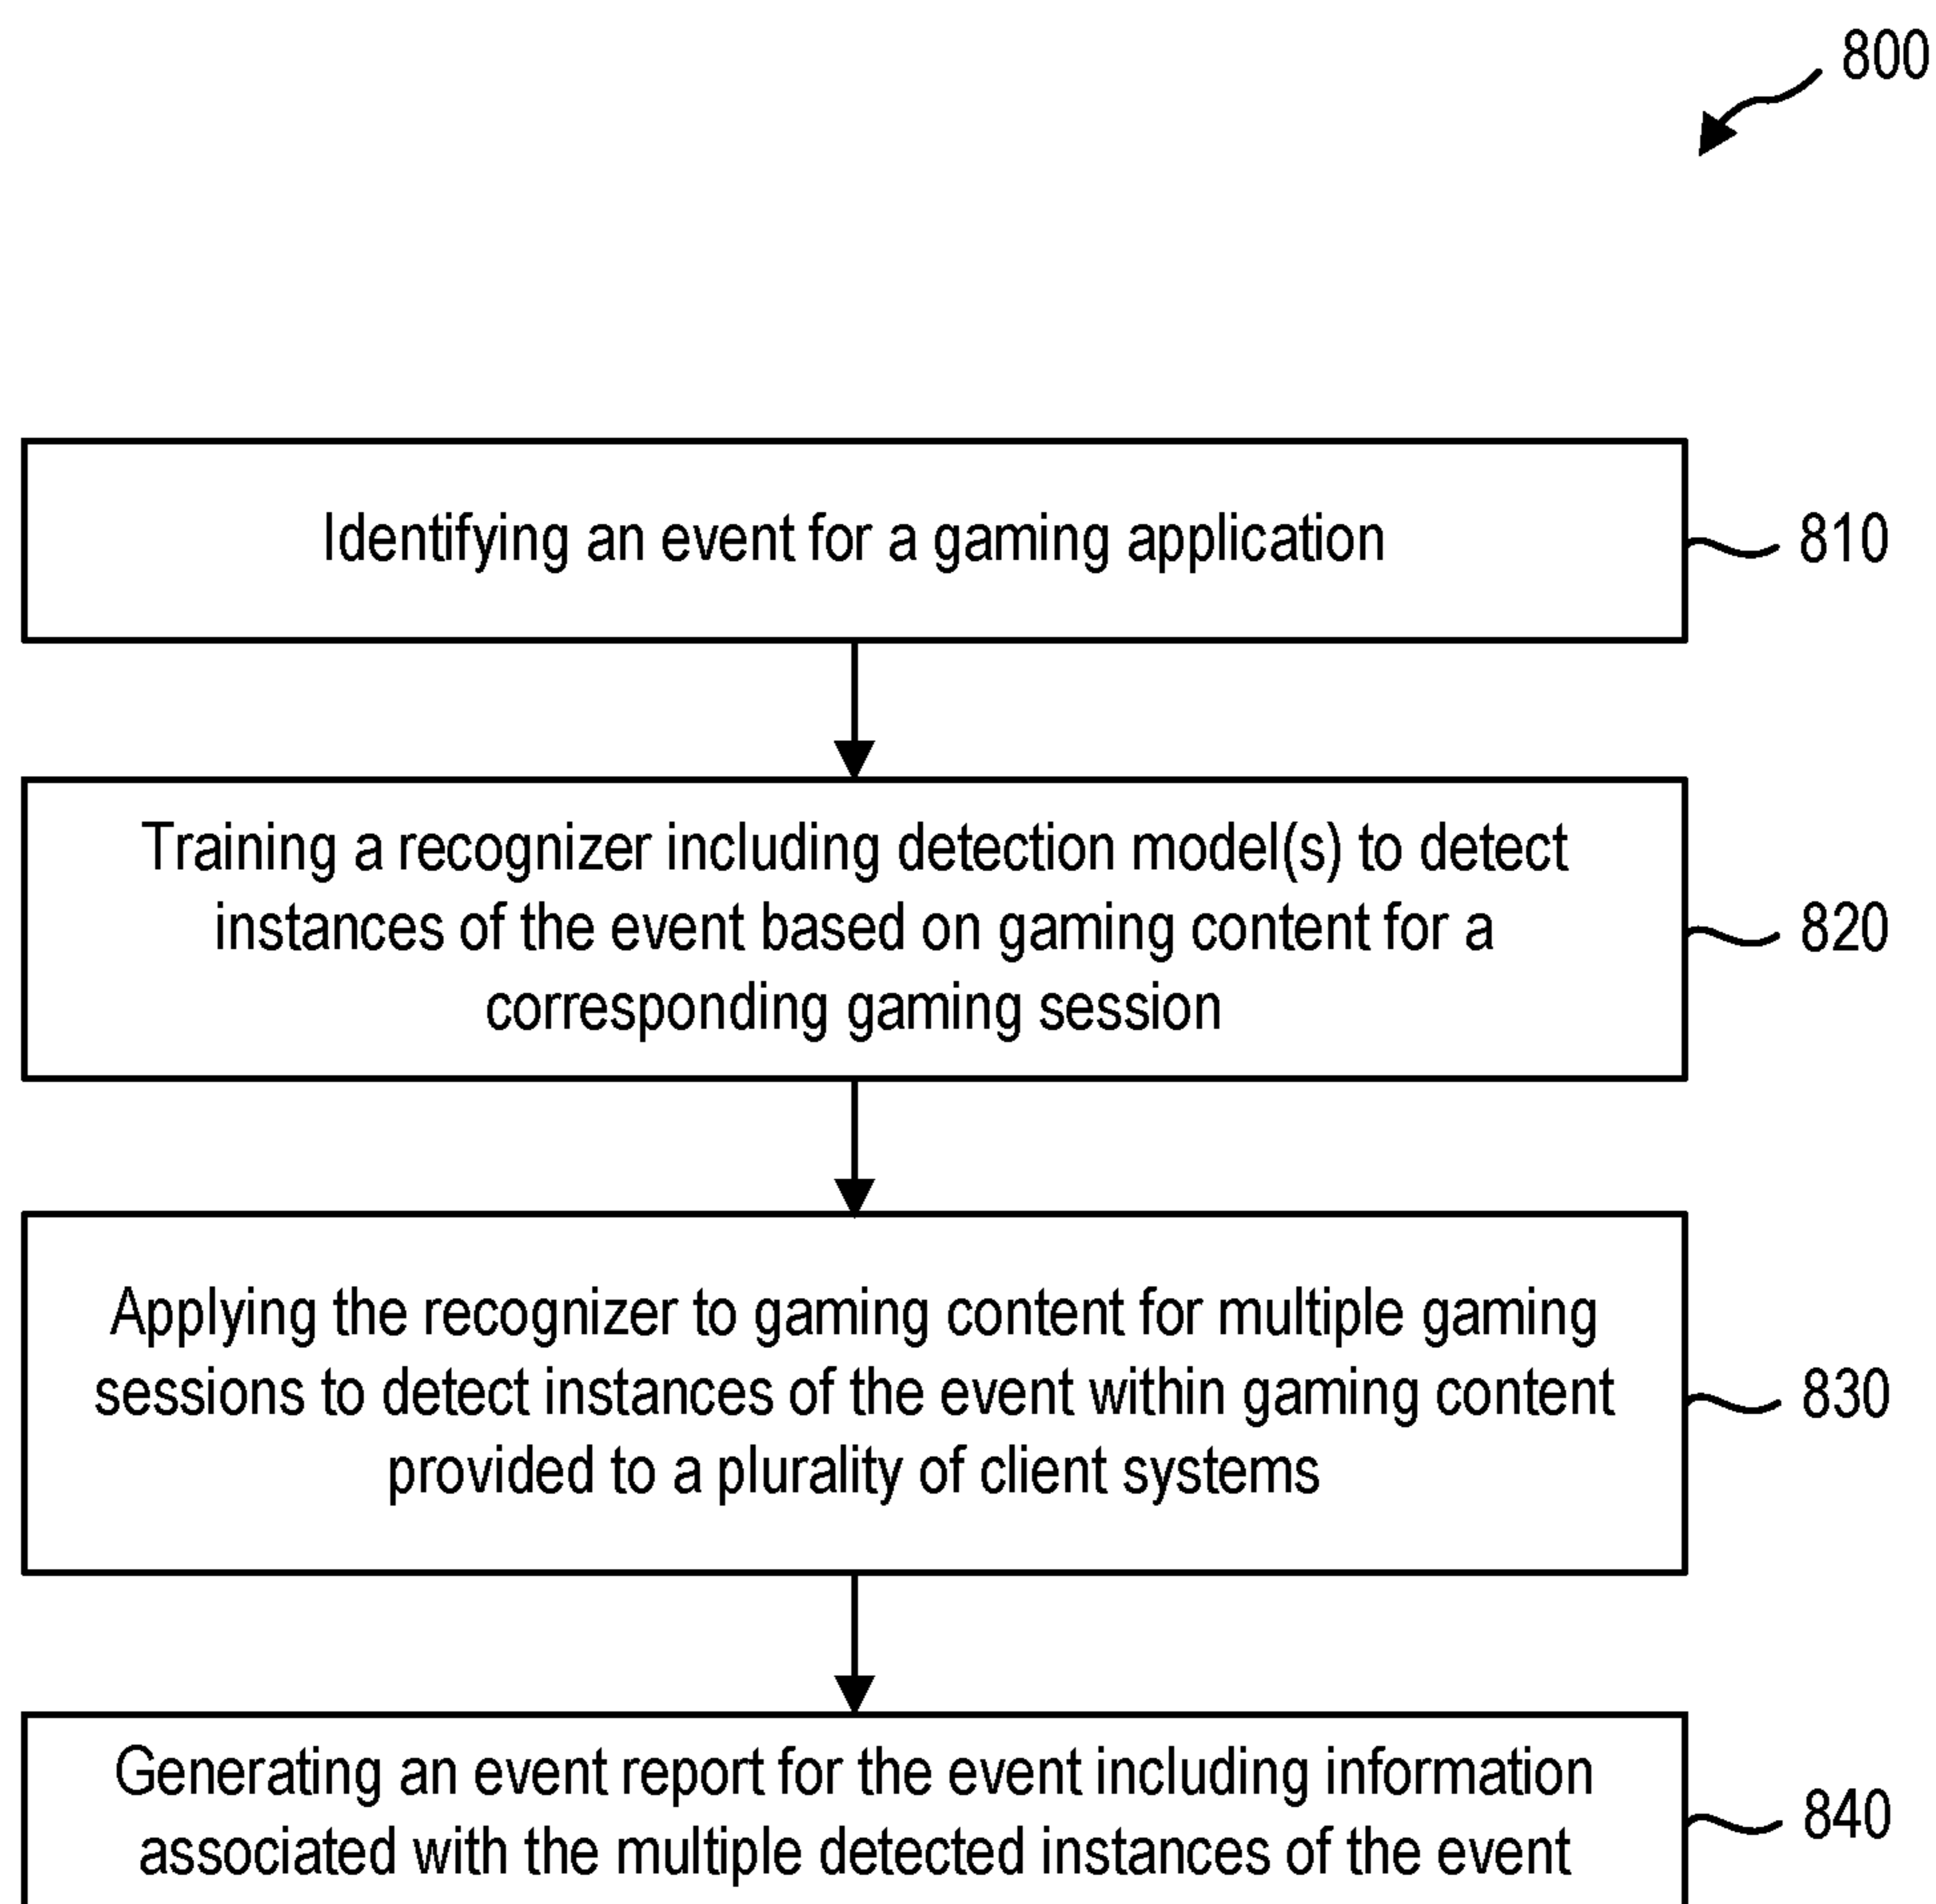 800
Identifying an event for a gaming application
810
Training a recognizer including detection model(s) to detect
instances of the event based on gaming content for a
corresponding gaming session
820
Applying the recognizer to gaming content for multiple gaming
sessions to detect instances of the event within gaming content
provided to a plurality of client systems
830
Generating an event report for the event including information
associated with the multiple detected instances of the event
840